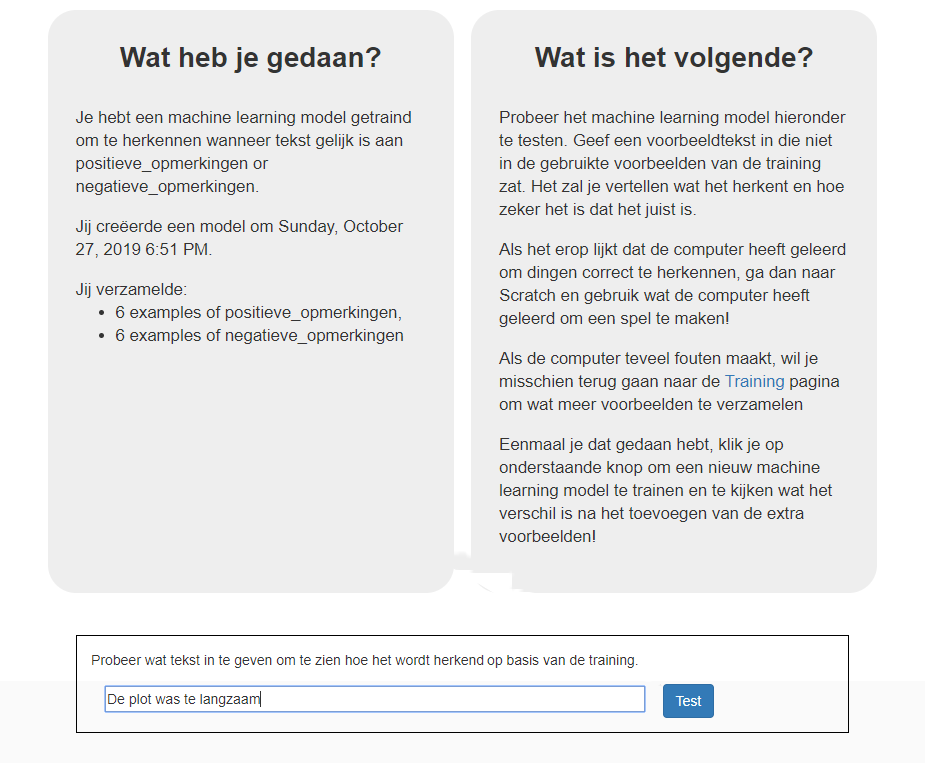 Wat heb je gedaan?
Je hebt een machine learning model getraind
om te herkennen wanneer tekst gelijk is aan
positieve_opmerkingen or
negatieve_opmerkingen.
Jij creëerde een model om Sunday, October
27, 2019 6:51 PM.
Jij verzamelde:
• 6 examples of positieve_opmerkingen,
• 6 examples of negatieve_opmerkingen
Wat is het volgende?
Probeer het machine learning model hieronder
te testen. Geef een voorbeeldtekst in die niet
in de gebruikte voorbeelden van de training
zat. Het zal je vertellen wat het herkent en hoe
zeker het is dat het juist is.
Als het erop lijkt dat de computer heeft geleerd
om dingen correct te herkennen, ga dan naar
Scratch en gebruik wat de computer heeft
geleerd om een spel te maken!
Als de computer teveel fouten maakt, wil je
misschien terug gaan naar de Training pagina
om wat meer voorbeelden te verzamelen
Eenmaal je dat gedaan hebt, klik je op
onderstaande knop om een nieuw machine
learning model te trainen en te kijken wat het
verschil is na het toevoegen van de extra
voorbeelden!
Probeer wat tekst in te geven om te zien hoe het wordt herkend op basis van de training.
De plot was te langzaam
Test